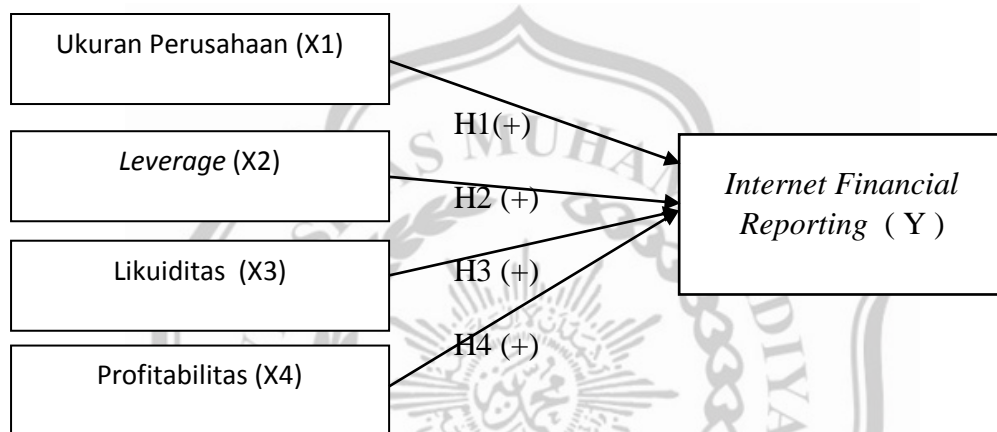 Ukuran Perusahaan (X1)
H1(+)
Leverage (X2)
Internet Financial
Reporting ( Y )
H2 (+)
Likuiditas (X3)
H3 (+)
H4 (+)
Profitabilitas (X4)